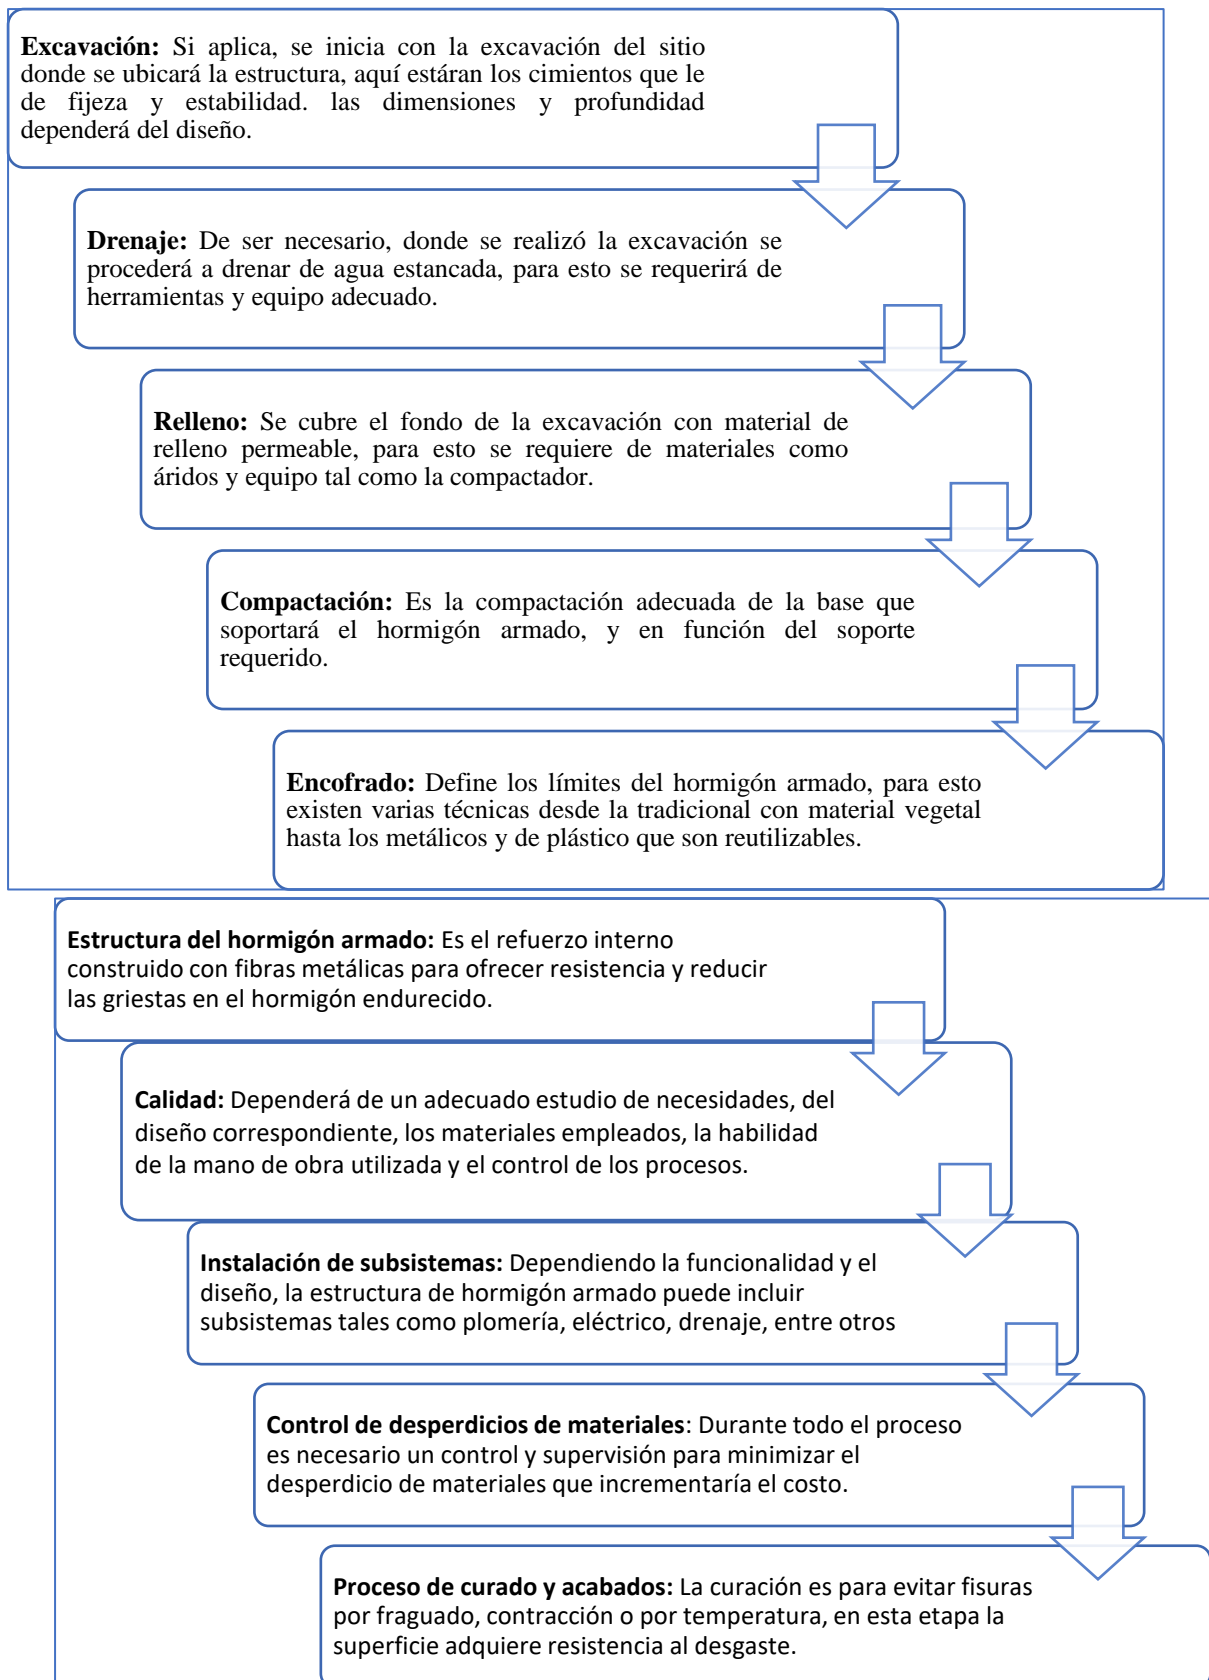 Excavación: Si aplica, se inicia con la excavación del sitio
donde se ubicará la estructura, aquí estáran los cimientos que le
de fijeza y estabilidad. las dimensiones y profundidad
dependerá del diseño.
Drenaje: De ser necesario, donde se realizó la excavación se
procederá a drenar de agua estancada, para esto se requerirá de
herramientas y equipo adecuado.
Relleno: Se cubre el fondo de la excavación con material de
relleno permeable, para esto se requiere de materiales como
áridos y equipo tal como la compactador.
Compactación: Es la compactación adecuada de la base que
soportará el hormigón armado, y en función del soporte
requerido.
Encofrado: Define los límites del hormigón armado, para esto
existen varias técnicas desde la tradicional con material vegetal
hasta los metálicos y de plástico que son reutilizables.
Estructura del hormigón armado: Es el refuerzo interno
construido con fibras metálicas para ofrecer resistencia y reducir
las griestas en el hormigón endurecido.
Calidad: Dependerá de un adecuado estudio de necesidades, del
diseño correspondiente, los materiales empleados, la habilidad
de la mano de obra utilizada y el control de los procesos.
Instalación de subsistemas: Dependiendo la funcionalidad y el
diseño, la estructura de hormigón armado puede incluir
subsistemas tales como plomería, eléctrico, drenaje, entre otros
Control de desperdicios de materiales: Durante todo el proceso
es necesario un control y supervisión para minimizar el
desperdicio de materiales que incrementaría el costo.
Proceso de curado y acabados: La curación es para evitar fisuras
por fraguado, contracción o por temperatura, en esta etapa la
superficie adquiere resistencia al desgaste.